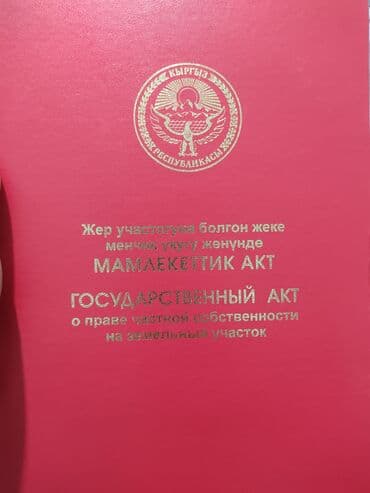 КЫРГЫЗ
РЕСПУБЛИКАСЫ
Жер участогуна болгон жеке
менчик укугу жөнүндө
МАМЛЕКЕТТИК АКТ
ГОСУДАРСТВЕННЫЙ АКТ
о праве частной собственности
на земельный участок